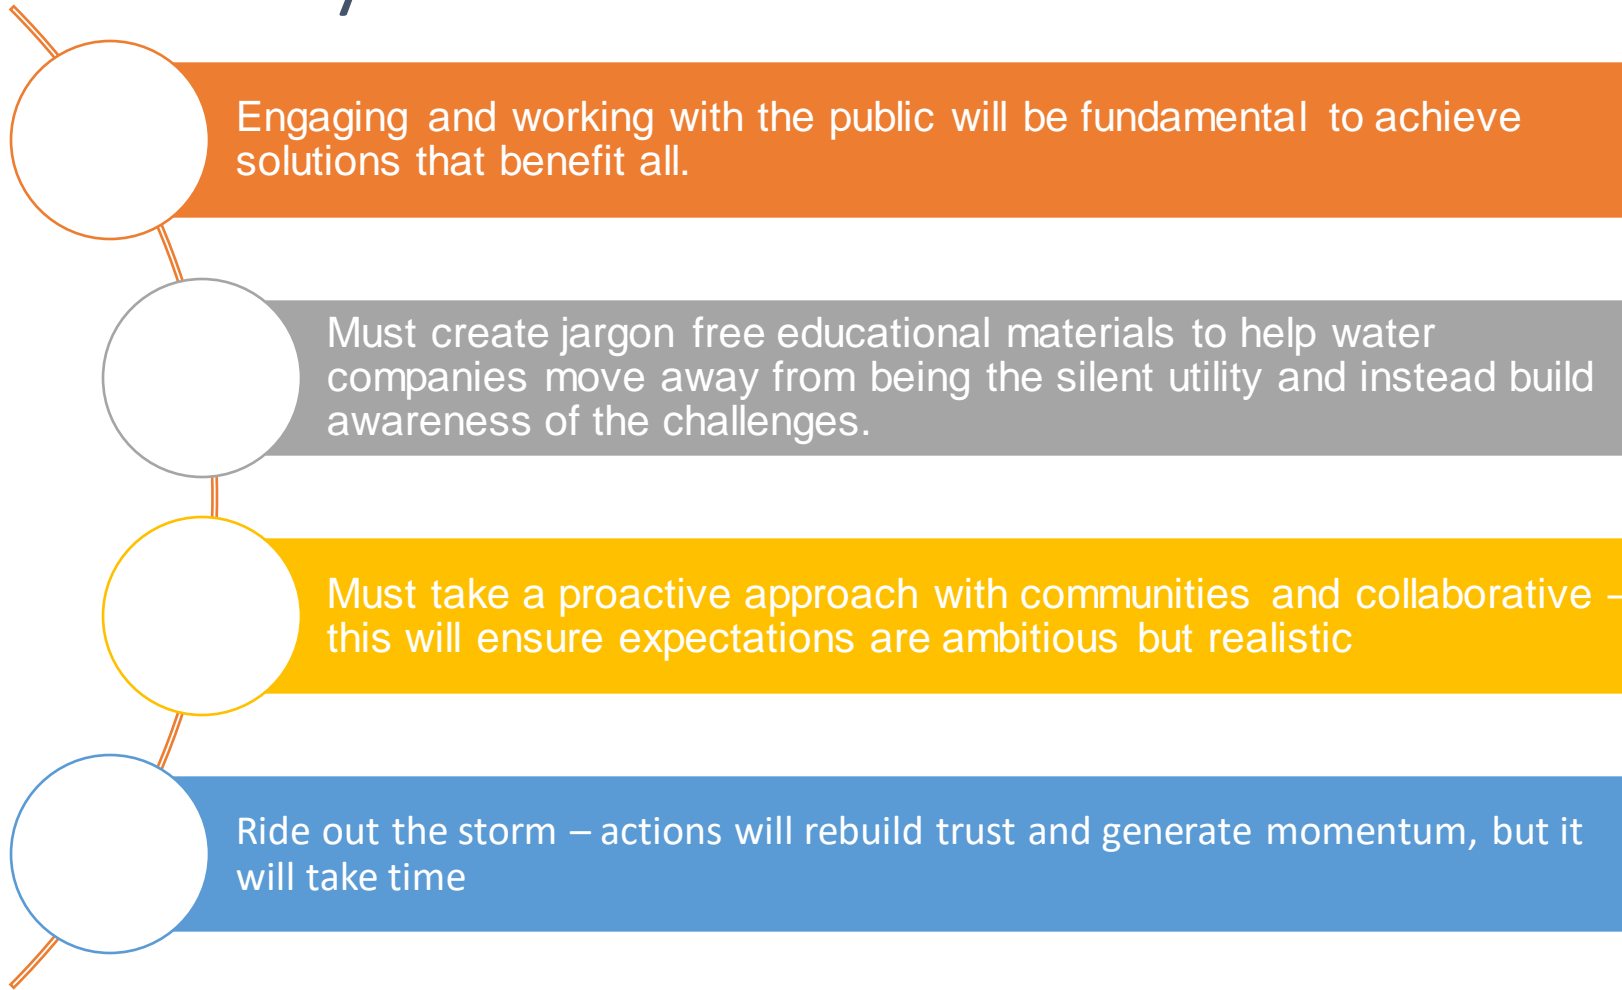 Engaging and working with the public will be fundamental to achieve
solutions that benefit all.
Must create jargon free educational materials to help water
companies move away from being the silent utility and instead build
awareness of the challenges.
Must take a proactive approach with communities and collaborative –
this will ensure expectations are ambitious but realistic
Ride out the storm – actions will rebuild trust and generate momentum, but it
will take time